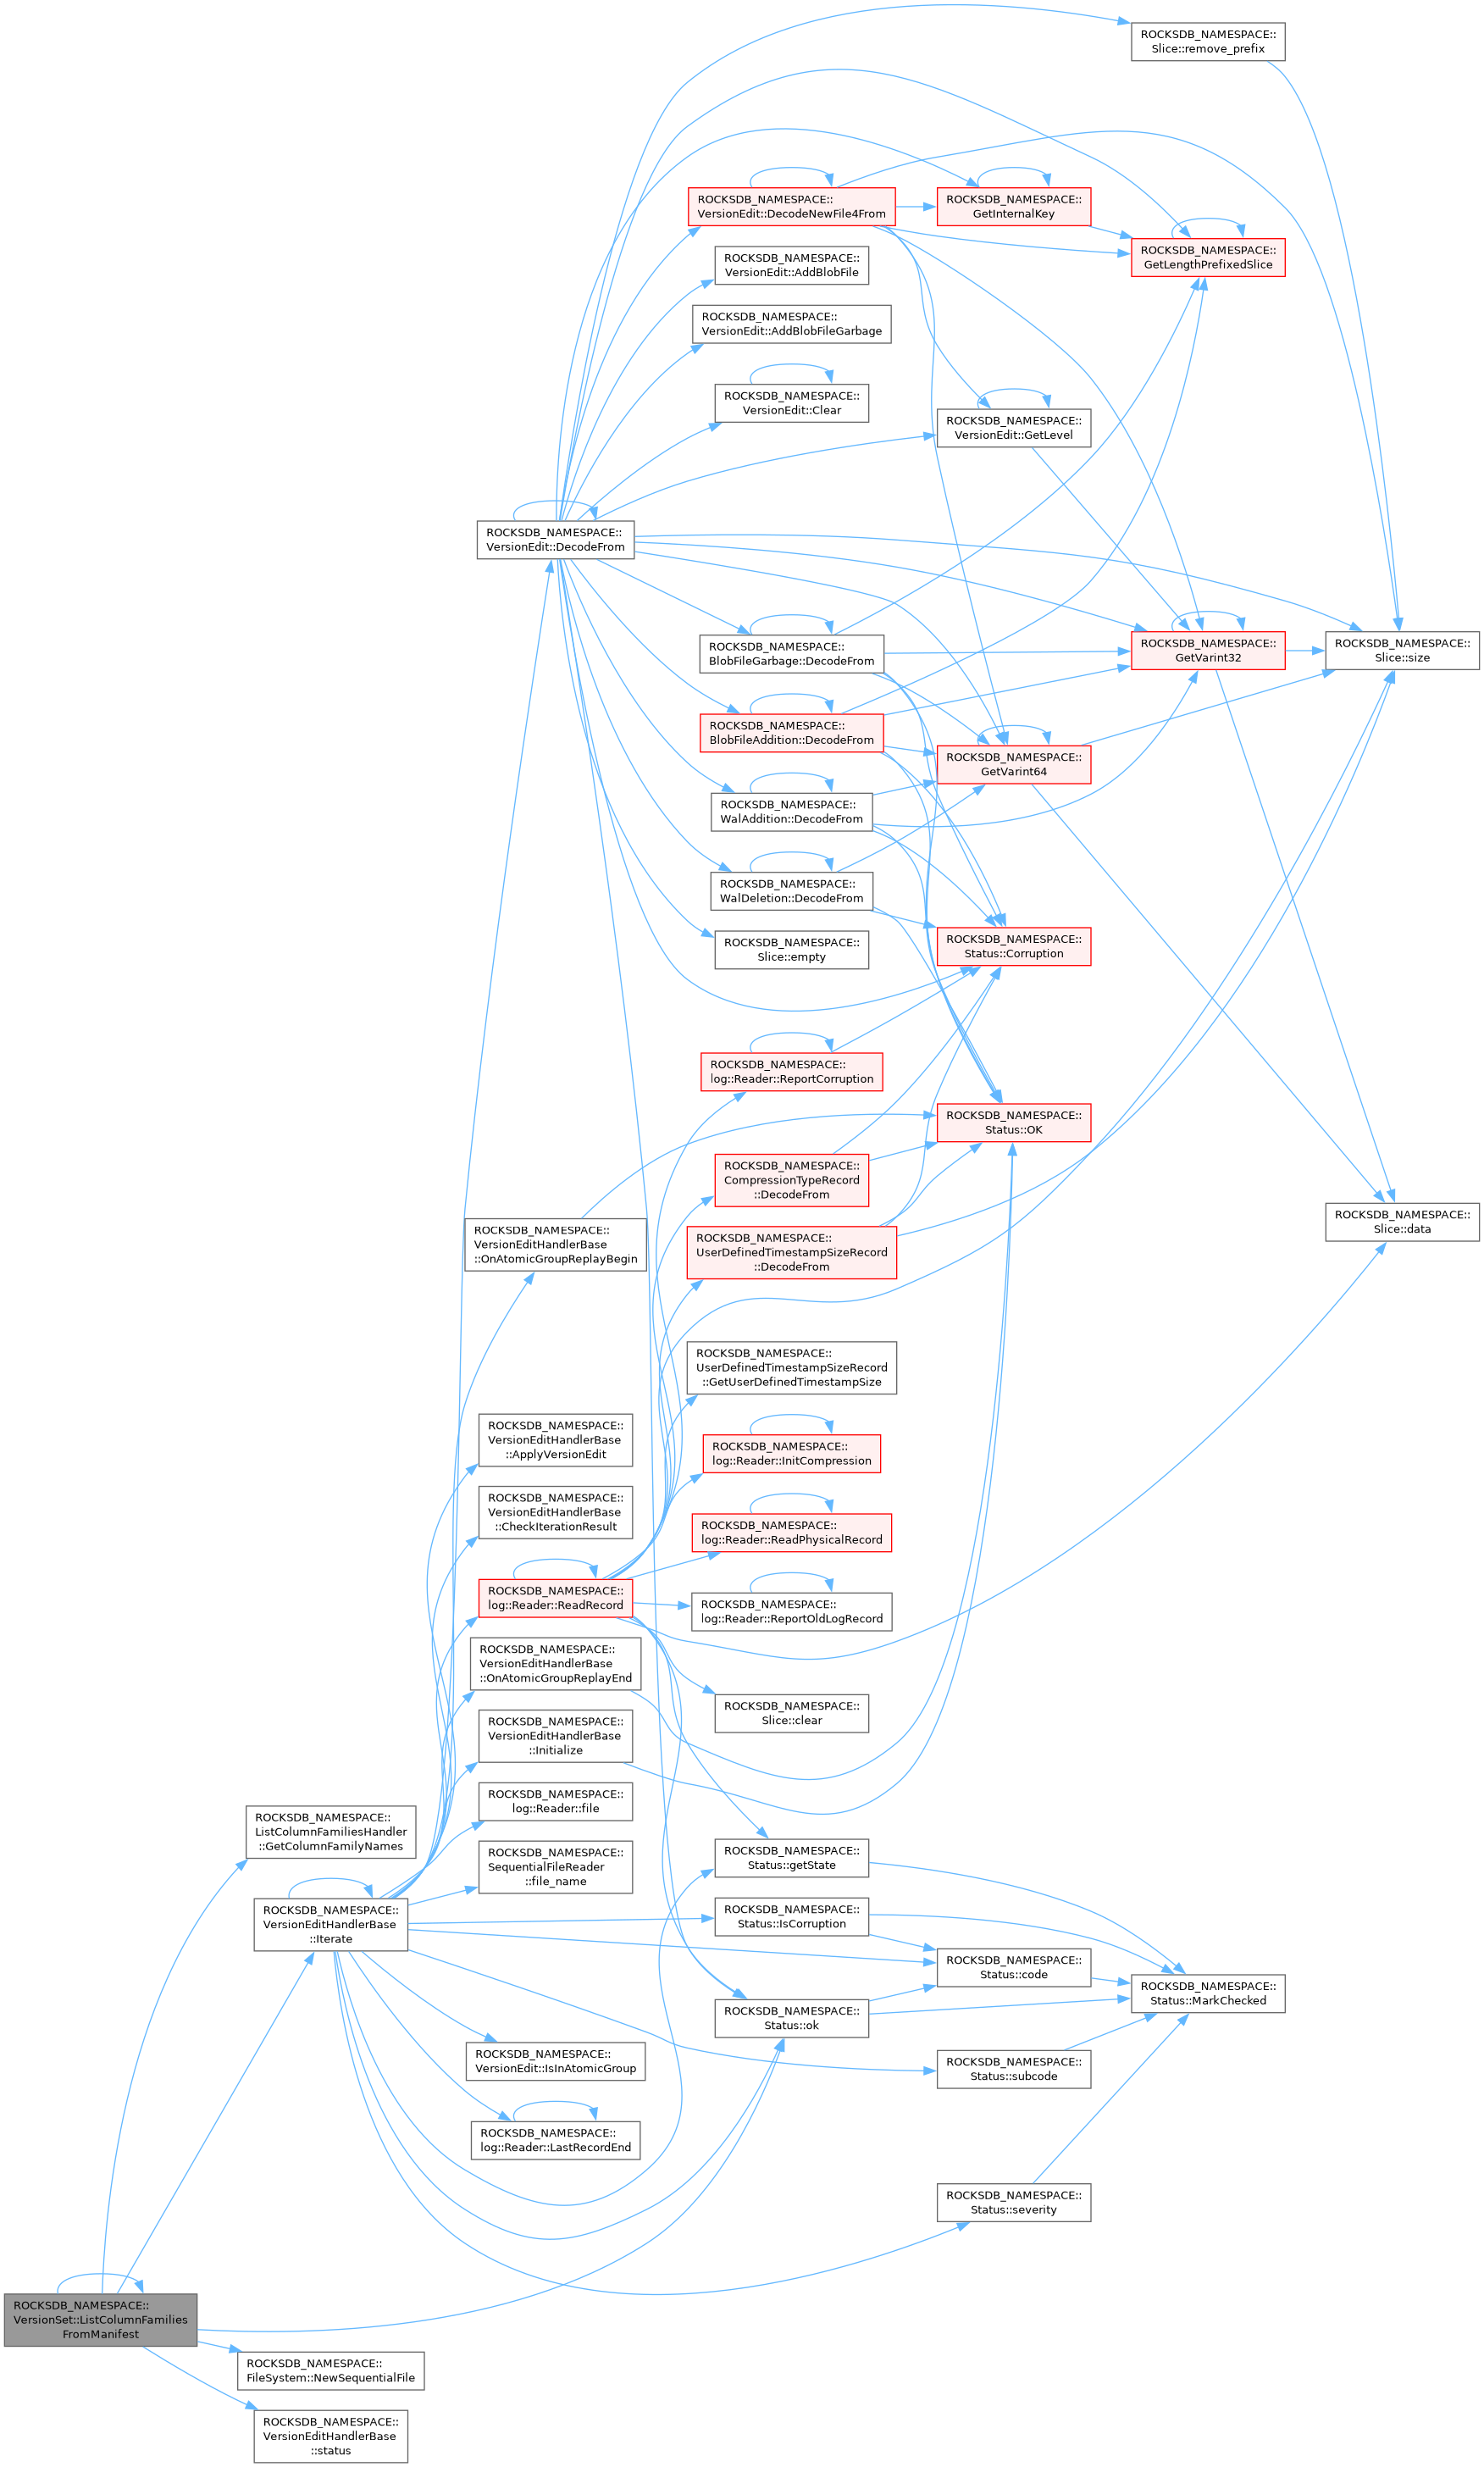 ROCKSDB_NAMESPACE::
Slice::remove_prefix
ROCKSDB_NAMESPACE::
VersionEdit::DecodeNewFile4From
ROCKSDB_NAMESPACE::
GetInternalKey
ROCKSDB_NAMESPACE::
GetLengthPrefixedSlice
ROCKSDB_NAMESPACE::
VersionEdit::AddBlobFile
ROCKSDB_NAMESPACE::
VersionEdit::AddBlobFileGarbage
ROCKSDB_NAMESPACE::
VersionEdit::Clear
ROCKSDB_NAMESPACE::
VersionEdit::GetLevel
ROCKSDB_NAMESPACE::
VersionEdit::DecodeFrom
ROCKSDB_NAMESPACE::
BlobFileGarbage::DecodeFrom
ROCKSDB_NAMESPACE::
GetVarint32
ROCKSDB_NAMESPACE::
Slice::size
ROCKSDB_NAMESPACE::
BlobFileAddition::DecodeFrom
ROCKSDB_NAMESPACE::
GetVarint64
ROCKSDB_NAMESPACE::
WalAddition::DecodeFrom
ROCKSDB_NAMESPACE::
WalDeletion::DecodeFrom
ROCKSDB_NAMESPACE::
Slice::empty
ROCKSDB_NAMESPACE::
Status::Corruption
ROCKSDB_NAMESPACE::
log::Reader::ReportCorruption
ROCKSDB_NAMESPACE::
Status::OK
ROCKSDB_NAMESPACE::
CompressionTypeRecord
::DecodeFrom
ROCKSDB_NAMESPACE::
VersionEditHandlerBase
::OnAtomicGroupReplayBegin
ROCKSDB_NAMESPACE::
UserDefinedTimestampSizeRecord
::DecodeFrom
ROCKSDB_NAMESPACE::
Slice::data
ROCKSDB_NAMESPACE::
UserDefinedTimestampSizeRecord
::GetUserDefinedTimestampSize
ROCKSDB_NAMESPACE::
VersionEditHandlerBase
::ApplyVersionEdit
ROCKSDB_NAMESPACE::
log::Reader::InitCompression
ROCKSDB_NAMESPACE::
VersionEditHandlerBase
::CheckIterationResult
ROCKSDB_NAMESPACE::
log::Reader::ReadPhysicalRecord
ROCKSDB_NAMESPACE::
log::Reader::ReadRecord
ROCKSDB_NAMESPACE::
log::Reader::ReportOldLogRecord
ROCKSDB_NAMESPACE::
VersionEditHandlerBase
::OnAtomicGroupReplayEnd
ROCKSDB_NAMESPACE::
Slice::clear
ROCKSDB_NAMESPACE::
VersionEditHandlerBase
::Initialize
ROCKSDB_NAMESPACE::
log::Reader::file
ROCKSDB_NAMESPACE::
ListColumnFamiliesHandler
::GetColumnFamilyNames
ROCKSDB_NAMESPACE::
SequentialFileReader
::file_name
ROCKSDB_NAMESPACE::
Status::getState
ROCKSDB_NAMESPACE::
VersionEditHandlerBase
::Iterate
ROCKSDB_NAMESPACE::
Status::IsCorruption
ROCKSDB_NAMESPACE::
Status::code
ROCKSDB_NAMESPACE::
Status::MarkChecked
ROCKSDB_NAMESPACE::
Status::ok
ROCKSDB_NAMESPACE::
VersionEdit::IsInAtomicGroup
ROCKSDB_NAMESPACE::
Status::subcode
ROCKSDB_NAMESPACE::
log::Reader::LastRecordEnd
ROCKSDB_NAMESPACE::
Status::severity
ROCKSDB_NAMESPACE::
VersionSet::ListColumnFamilies
FromManifest
ROCKSDB_NAMESPACE::
FileSystem::NewSequentialFile
ROCKSDB_NAMESPACE::
VersionEditHandlerBase
::status